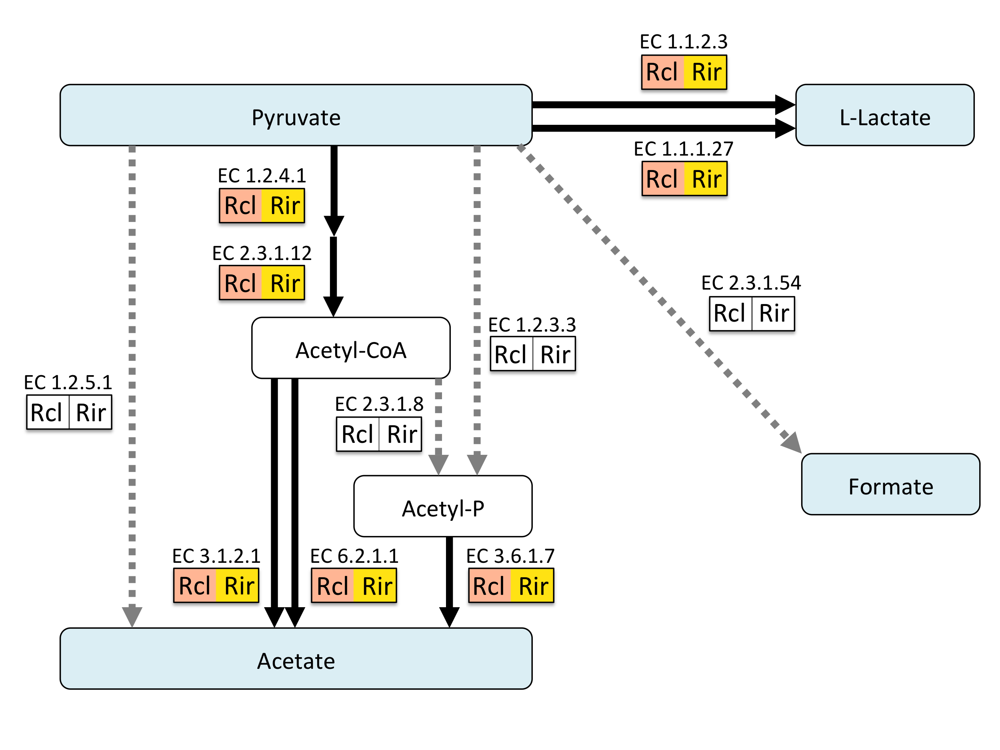 EC 1.1.2.3
Rcl Rir
Pyruvate
L-Lactate
EC 1.1.1.27
Rcl Rir
EC 1.2.4.1
Rcl Rir
EC 2.3.1.12
Rcl Rir
EC 2.3.1.54
Rcl Rir
Acetyl-CoA
EC 1.2.3.3
Rcl Rir
EC 1.2.5.1
Rcl Rir
EC 2.3.1.8
Rcl Rir
Formate
Acetyl-P
EC 3.1.2.1
Rcl Rir
EC 6.2.1.1
Rcl Rir
EC 3.6.1.7
Rcl Rir
Acetate